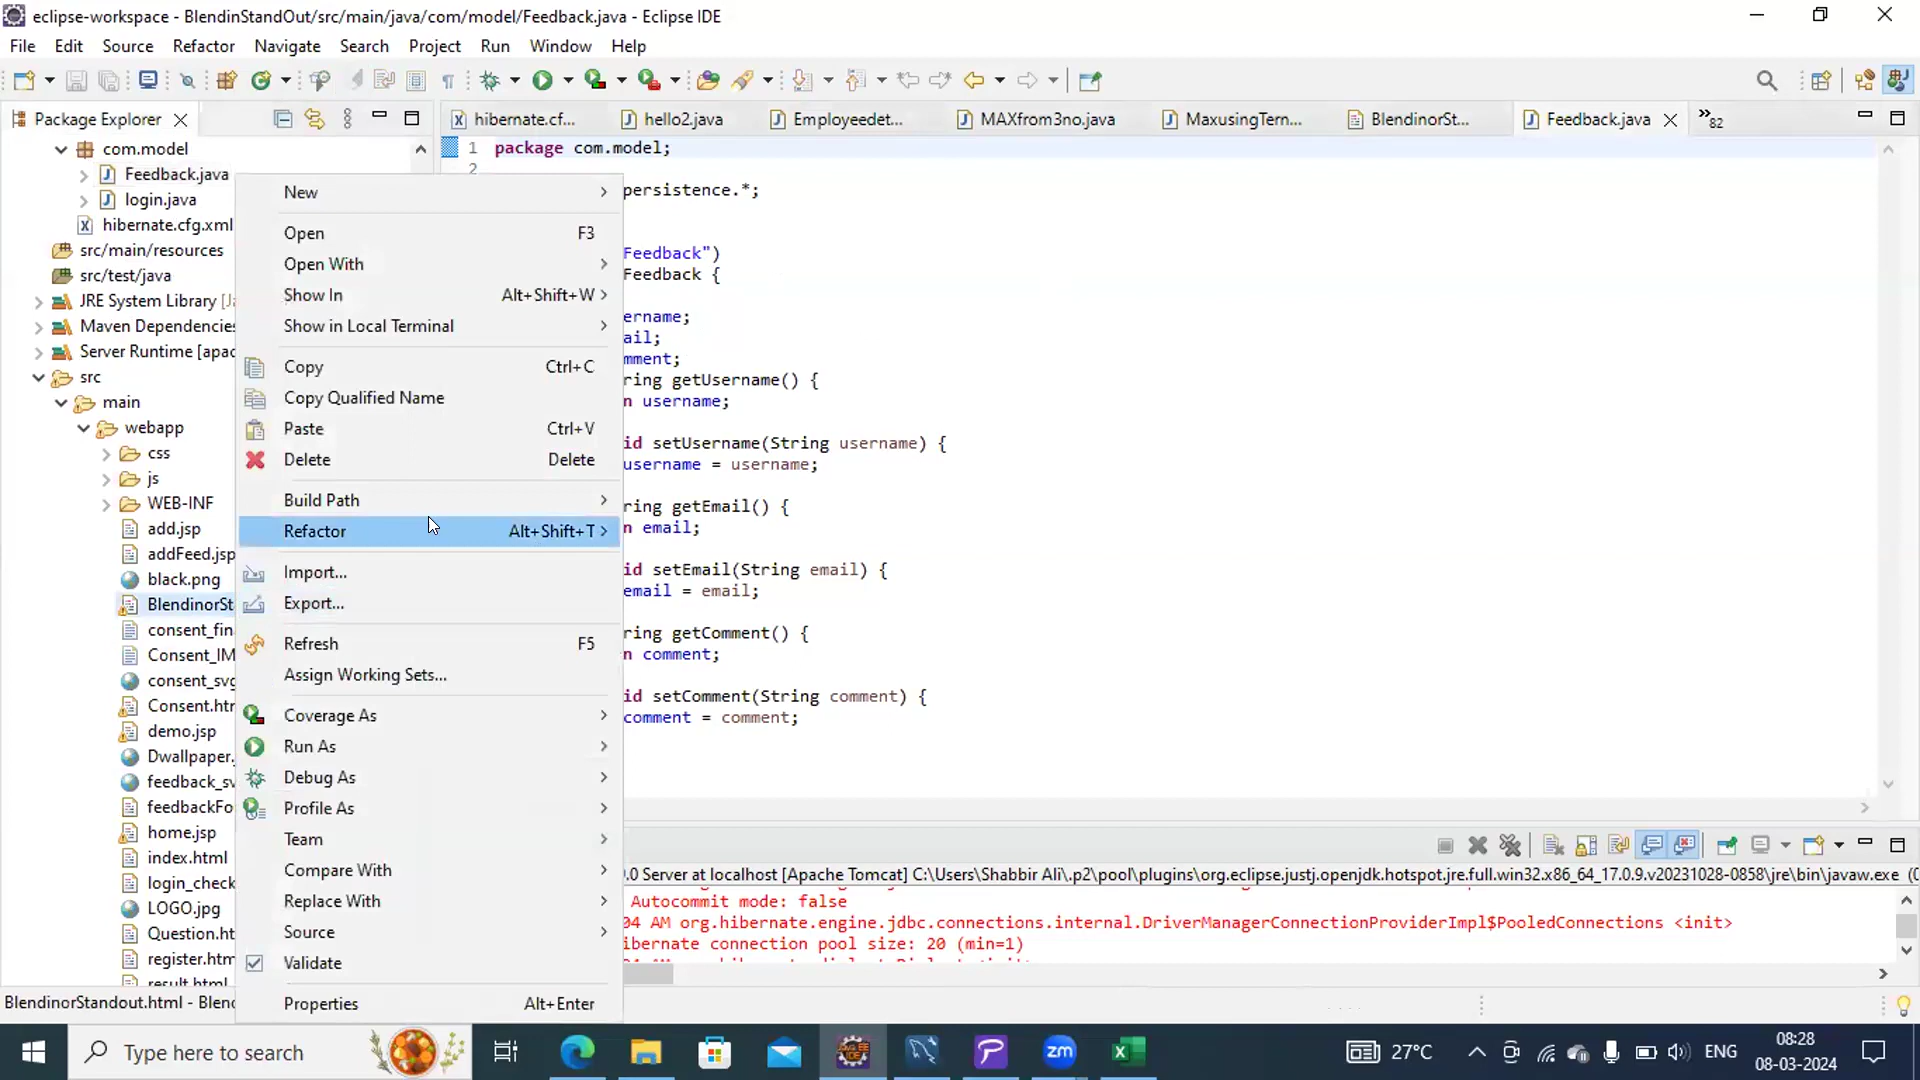 eclipse-workspace - BlendinStandOut/src/main/java/com/model/Feedback.java - Eclipse IDE
File Edit Source Refactor Navigate Search Project Run Window Help
Package Explorer
hibernate.cf... hello2.java Employeedet... MAXfrom3no.java MaxusingTern... BlendinorSt... Feedback.java »82
com.model
Feedback.java
login.java
hibernate.cfg.xml
src/main/resources
src/test/java
JRE System Library [J
Maven Dependencies
Server Runtime [apac
src
main
webapp
css
js
WEB-INF
add.jsp
addFeed.jsp
black.png
BlendinorSt
consent_fin
Consent_IM
consent_svg
Consent.htr
demo.jsp
Dwallpaper.
feedback_sv
feedbackFo
home.jsp
index.html
login_check
LOGO.jpg
Question.ht
register.htm
result.html
BlendinorStandout.html - Blend
New
Open F3
Open With
Show In Alt+Shift+W
Show in Local Terminal
Copy Ctrl+C
Copy Qualified Name
Paste Ctrl+V
Delete Delete
Build Path
Refactor Alt+Shift+T
Import...
Export...
Refresh F5
Assign Working Sets...
Coverage As
Run As
Debug As
Profile As
Team
Compare With
Replace With
Source
Validate
Properties Alt+Enter
1 package com.model;
2
persistence.*;
Feedback")
Feedback {
ername;
ail;
mment;
ring getUsername() {
n username;
id setUsername(String username) {
username = username;
ring getEmail() {
n email;
id setEmail(String email) {
email = email;
ring getComment() {
n comment;
id setComment(String comment) {
comment = comment;
.0 Server at localhost [Apache Tomcat] C:\Users\Shabbir Ali\.p2\pool\plugins\org.eclipse.justj.openjdk.hotspot.jre.full.win32.x86_64_17.0.9.v20231028-0858\jre\bin\javaw.exe (0
Autocommit mode: false
04 AM org.hibernate.engine.jdbc.connections.internal.DriverManagerConnectionProviderImpl$PooledConnections <init>
ibernate connection pool size: 20 (min=1)
Type here to search
27°C
ENG
08:28
08-03-2024